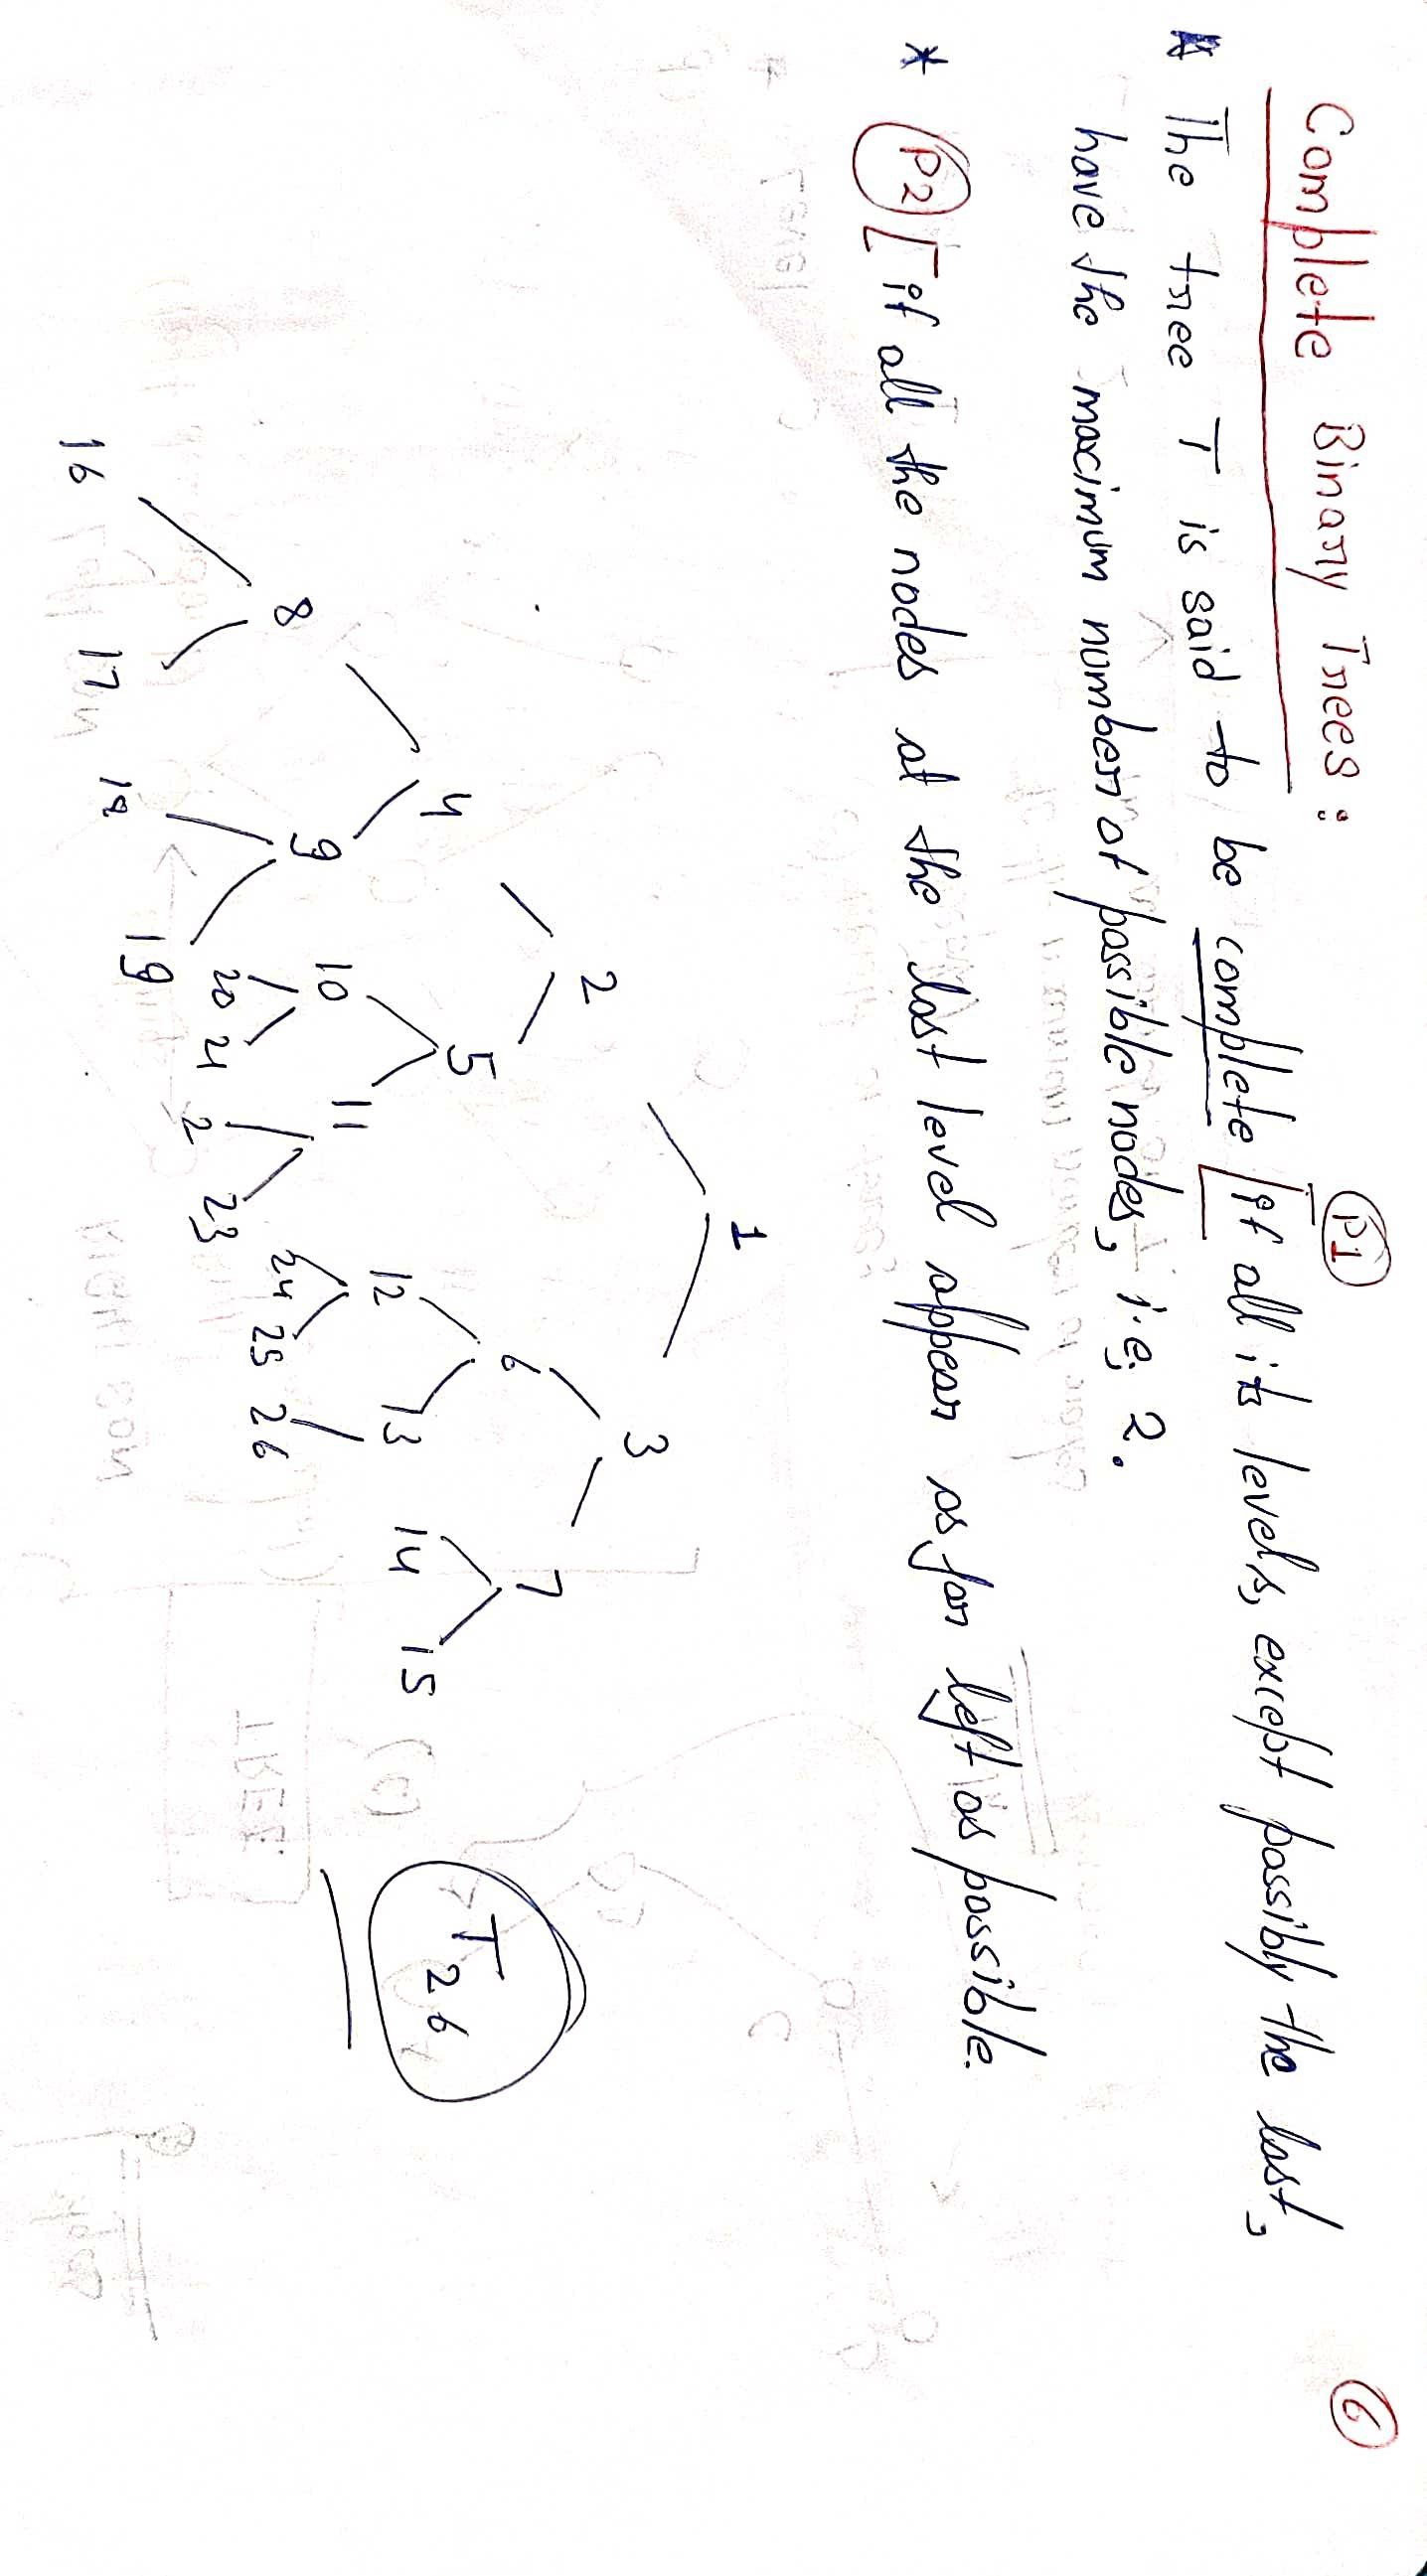 6
Complete Binary Trees:
P1
* The tree T is said to be complete [if all its levels, except possibly the last,
have the maximum number of possible nodes, i.e, 2.
* P2 [if all the nodes at the last level appear as far left as possible.
1
2 3
4 5 6 7
8 9 10 11 12 13 14 15
16 17 18 19 20 21 2 23 24 25 26
T26